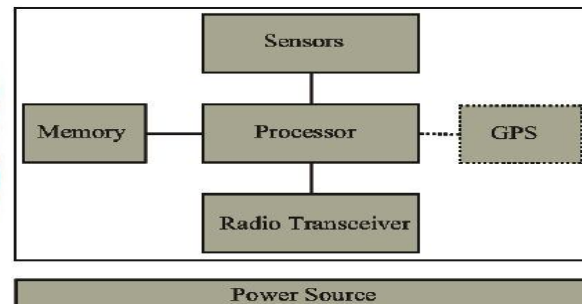 Sensors
Memory
Processor
GPS
Radio Transceiver
Power Source